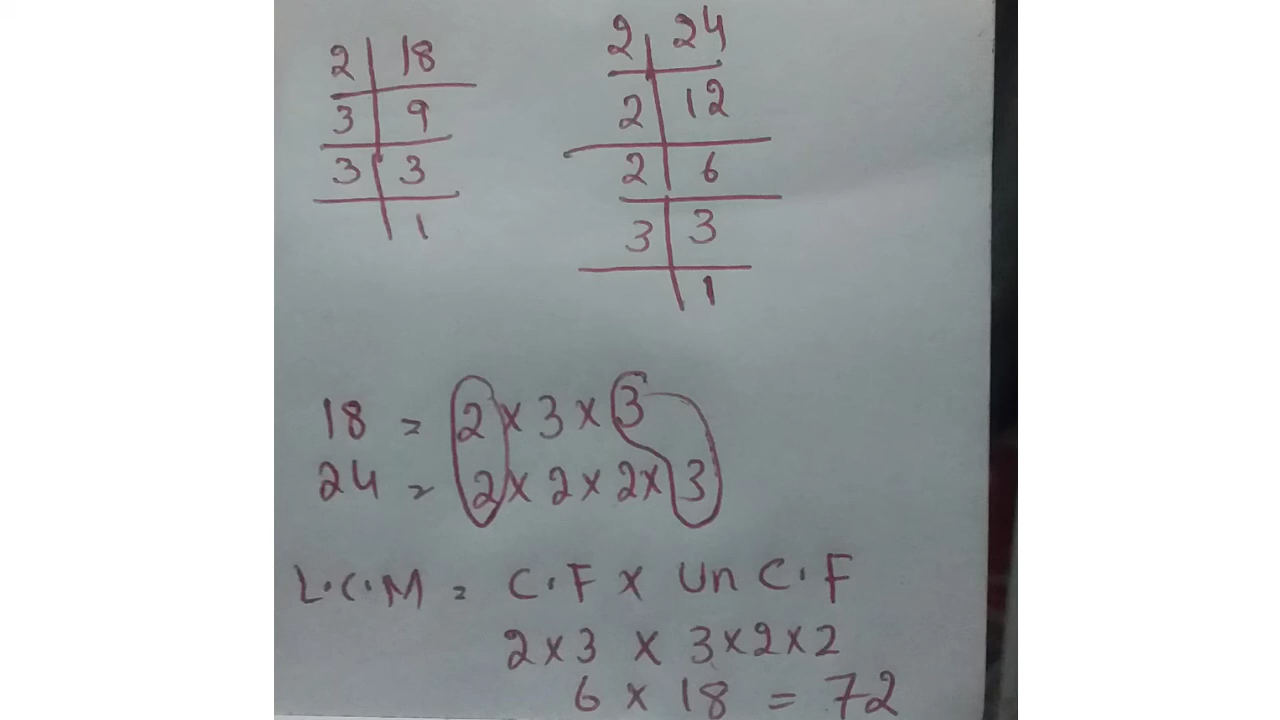 2 | 18
3 | 9
3 | 3
1
2 | 24
2 | 12
2 | 6
3 | 3
1
18 = 2 × 3 × 3
24 = 2 × 2 × 2 × 3
L.C.M = C.F × Un C.F
2×3 × 3×2×2
6 × 18 = 72